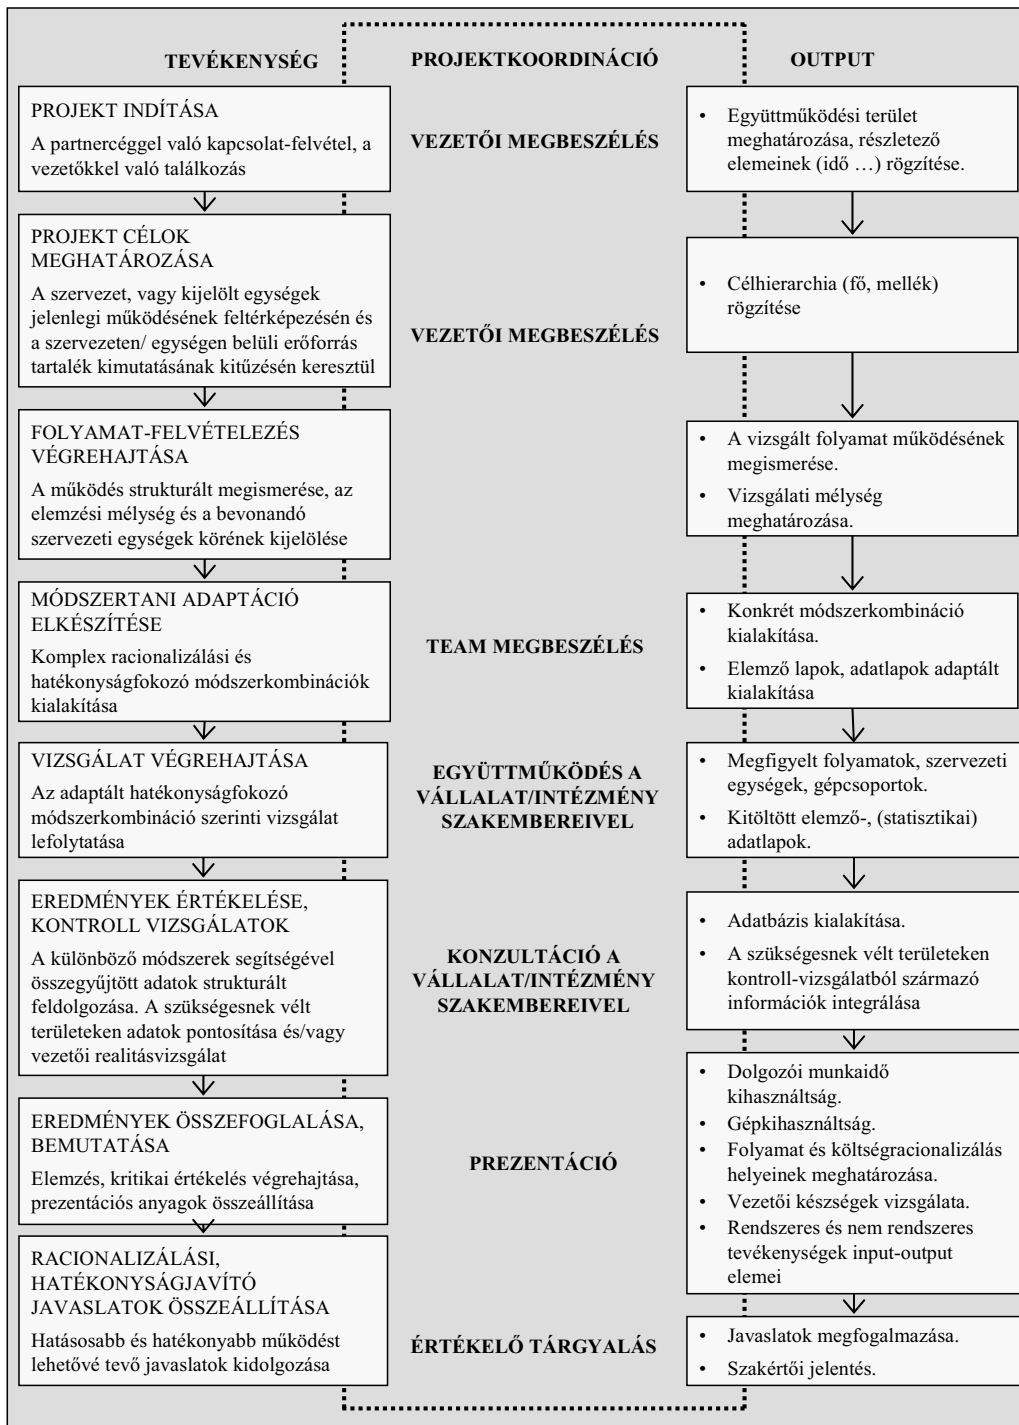 TEVÉKENYSÉG
PROJEKTKOORDINÁCIÓ
OUTPUT
PROJEKT INDÍTÁSA
A partnercéggel való kapcsolat-felvétel, a
vezetőkkel való találkozás
VEZETŐI MEGBESZÉLÉS
• Együttműködési terület
meghatározása, részletező
elemeinek (idő …) rögzítése.
PROJEKT CÉLOK
MEGHATÁROZÁSA
A szervezet, vagy kijelölt egységek
jelenlegi működésének feltérképezésén és
a szervezeten/ egységen belüli erőforrás
tartalék kimutatásának kitűzésén keresztül
VEZETŐI MEGBESZÉLÉS
• Célhierarchia (fő, mellék)
rögzítése
FOLYAMAT-FELVÉTELEZÉS
VÉGREHAJTÁSA
A működés strukturált megismerése, az
elemzési mélység és a bevonandó
szervezeti egységek körének kijelölése
• A vizsgált folyamat működésének
megismerése.
• Vizsgálati mélység
meghatározása.
MÓDSZERTANI ADAPTÁCIÓ
ELKÉSZÍTÉSE
Komplex racionalizálási és
hatékonyságfokozó módszerkombinációk
kialakítása
TEAM MEGBESZÉLÉS
• Konkrét módszerkombináció
kialakítása.
• Elemző lapok, adatlapok adaptált
kialakítása
VIZSGÁLAT VÉGREHAJTÁSA
Az adaptált hatékonyságfokozó
módszerkombináció szerinti vizsgálat
lefolytatása
EGYÜTTMŰKÖDÉS A
VÁLLALAT/INTÉZMÉNY
SZAKEMBEREIVEL
• Megfigyelt folyamatok, szervezeti
egységek, gépcsoportok.
• Kitöltött elemző-, (statisztikai)
adatlapok.
EREDMÉNYEK ÉRTÉKELÉSE,
KONTROLL VIZSGÁLATOK
A különböző módszerek segítségével
összegyűjtött adatok strukturált
feldolgozása. A szükségesnek vélt
területeken adatok pontosítása és/vagy
vezetői realitásvizsgálat
KONZULTÁCIÓ A
VÁLLALAT/INTÉZMÉNY
SZAKEMBEREIVEL
• Adatbázis kialakítása.
• A szükségesnek vélt területeken
kontroll-vizsgálatból származó
információk integrálása
EREDMÉNYEK ÖSSZEFOGLALÁSA,
BEMUTATÁSA
Elemzés, kritikai értékelés végrehajtása,
prezentációs anyagok összeállítása
PREZENTÁCIÓ
• Dolgozói munkaidő
kihasználtság.
• Gépkihasználtság.
• Folyamat és költségracionalizálás
helyeinek meghatározása.
• Vezetői készségek vizsgálata.
• Rendszeres és nem rendszeres
tevékenységek input-output
elemei
RACIONALIZÁLÁSI,
HATÉKONYSÁGJAVÍTÓ
JAVASLATOK ÖSSZEÁLLÍTÁSA
Hatásosabb és hatékonyabb működést
lehetővé tevő javaslatok kidolgozása
ÉRTÉKELŐ TÁRGYALÁS
• Javaslatok megfogalmazása.
• Szakértői jelentés.